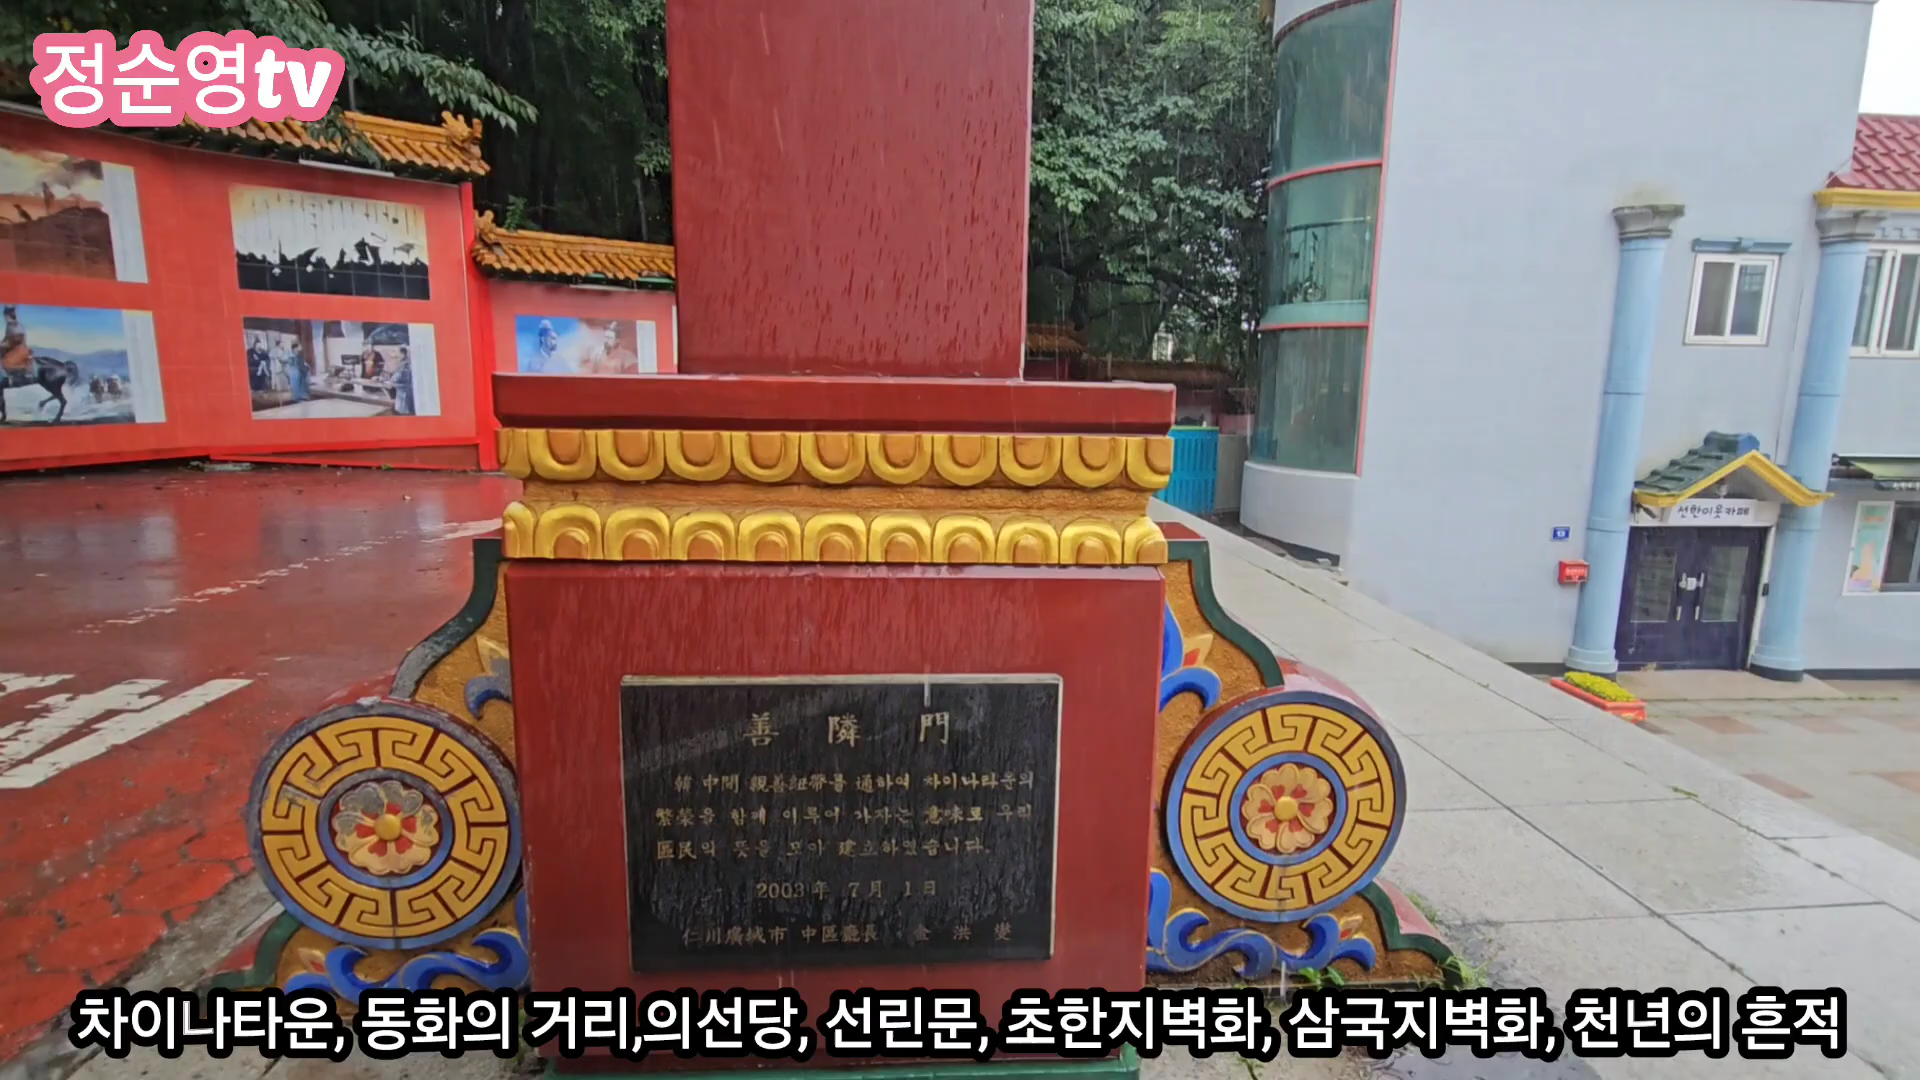 정순영tv
선한이웃카페
善隣門
韓中間 親善紐帶를 通하여 차이나타운의
繁榮을 함께 이루어 가자는 意味로 우리
區民의 뜻을 모아 建立하였습니다.
2003年 7月 1日
仁川廣域市 中區廳長 金洪燮
차이나타운, 동화의 거리,의선당, 선린문, 초한지벽화, 삼국지벽화, 천년의 흔적